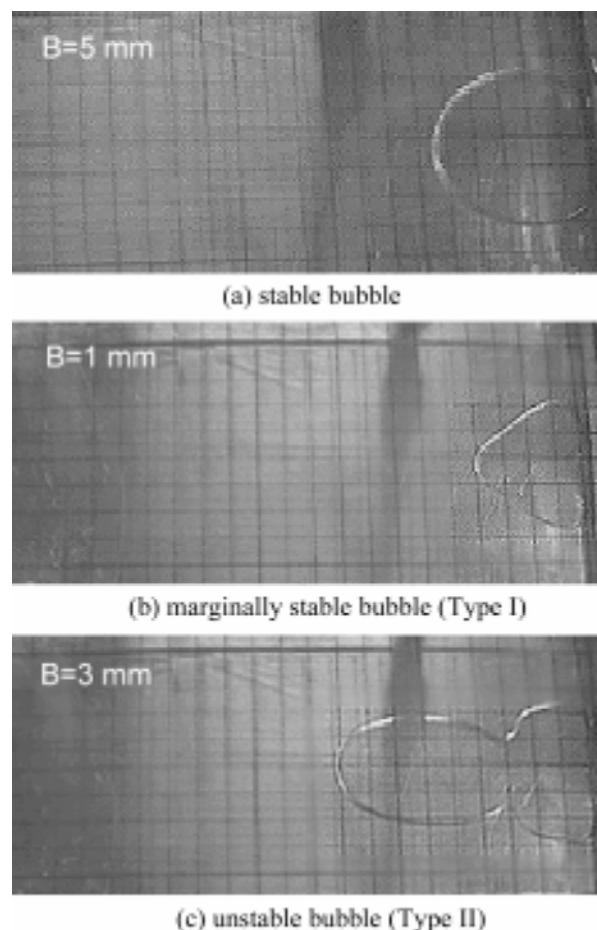 B=5 mm
(a) stable bubble
B=1 mm
(b) marginally stable bubble (Type I)
B=3 mm
(c) unstable bubble (Type II)